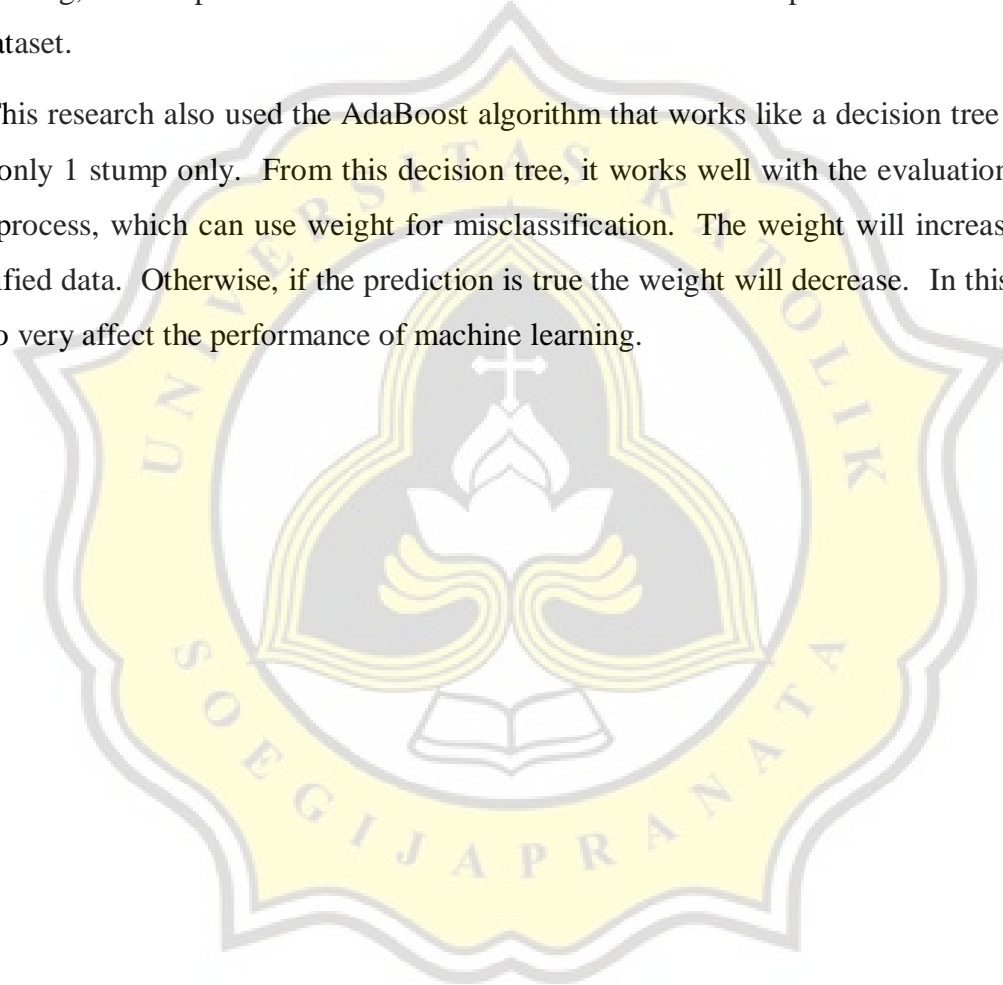 ataset.
This research also used the AdaBoost algorithm that works like a decision tree
only 1 stump only. From this decision tree, it works well with the evaluation
process, which can use weight for misclassification. The weight will increas
ified data. Otherwise, if the prediction is true the weight will decrease. In this
o very affect the performance of machine learning.
UNIVERSITAS KATOLIK
SOEGIJAPRANATA